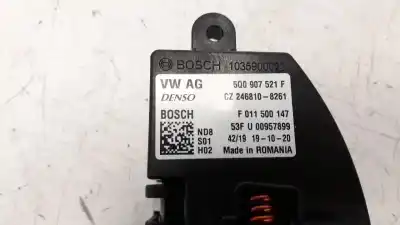 BOSCH 1035900021
VW AG 5Q0 907 521 F
DENSO CZ 246810-8261
BOSCH F 011 500 147
ND8 53F U 00957899
S01 42/19 19-10-20
H02 Made in ROMANIA